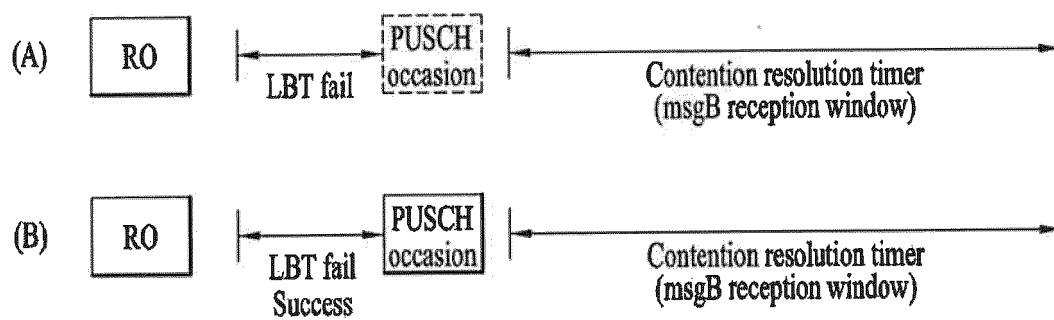 (A)
RO
LBT fail
PUSCH
occasion
Contention resolution timer
(msgB reception window)
(B)
RO
LBT fail
Success
PUSCH
occasion
Contention resolution timer
(msgB reception window)